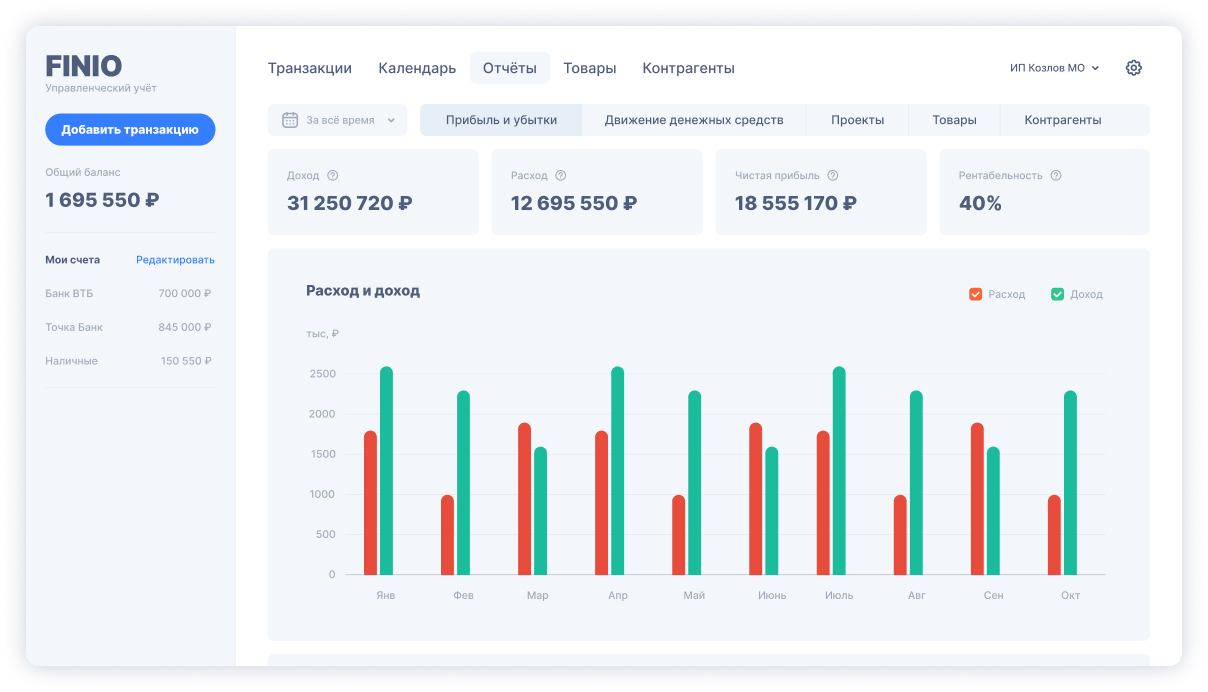 FINIO
Управленческий учёт
Добавить транзакцию
Общий баланс
1 695 550 ₽
Мои счета Редактировать
Банк ВТБ 700 000 ₽
Точка Банк 845 000 ₽
Наличные 150 550 ₽
Транзакции Календарь Отчёты Товары Контрагенты ИП Козлов МО
За всё время Прибыль и убытки Движение денежных средств Проекты Товары Контрагенты
Доход ? Расход ? Чистая прибыль ? Рентабельность ?
31 250 720 ₽ 12 695 550 ₽ 18 555 170 ₽ 40%
Расход и доход Расход Доход
тыс, ₽
2500
2000
1500
1000
500
0
Янв Фев Мар Апр Май Июнь Июль Авг Сен Окт